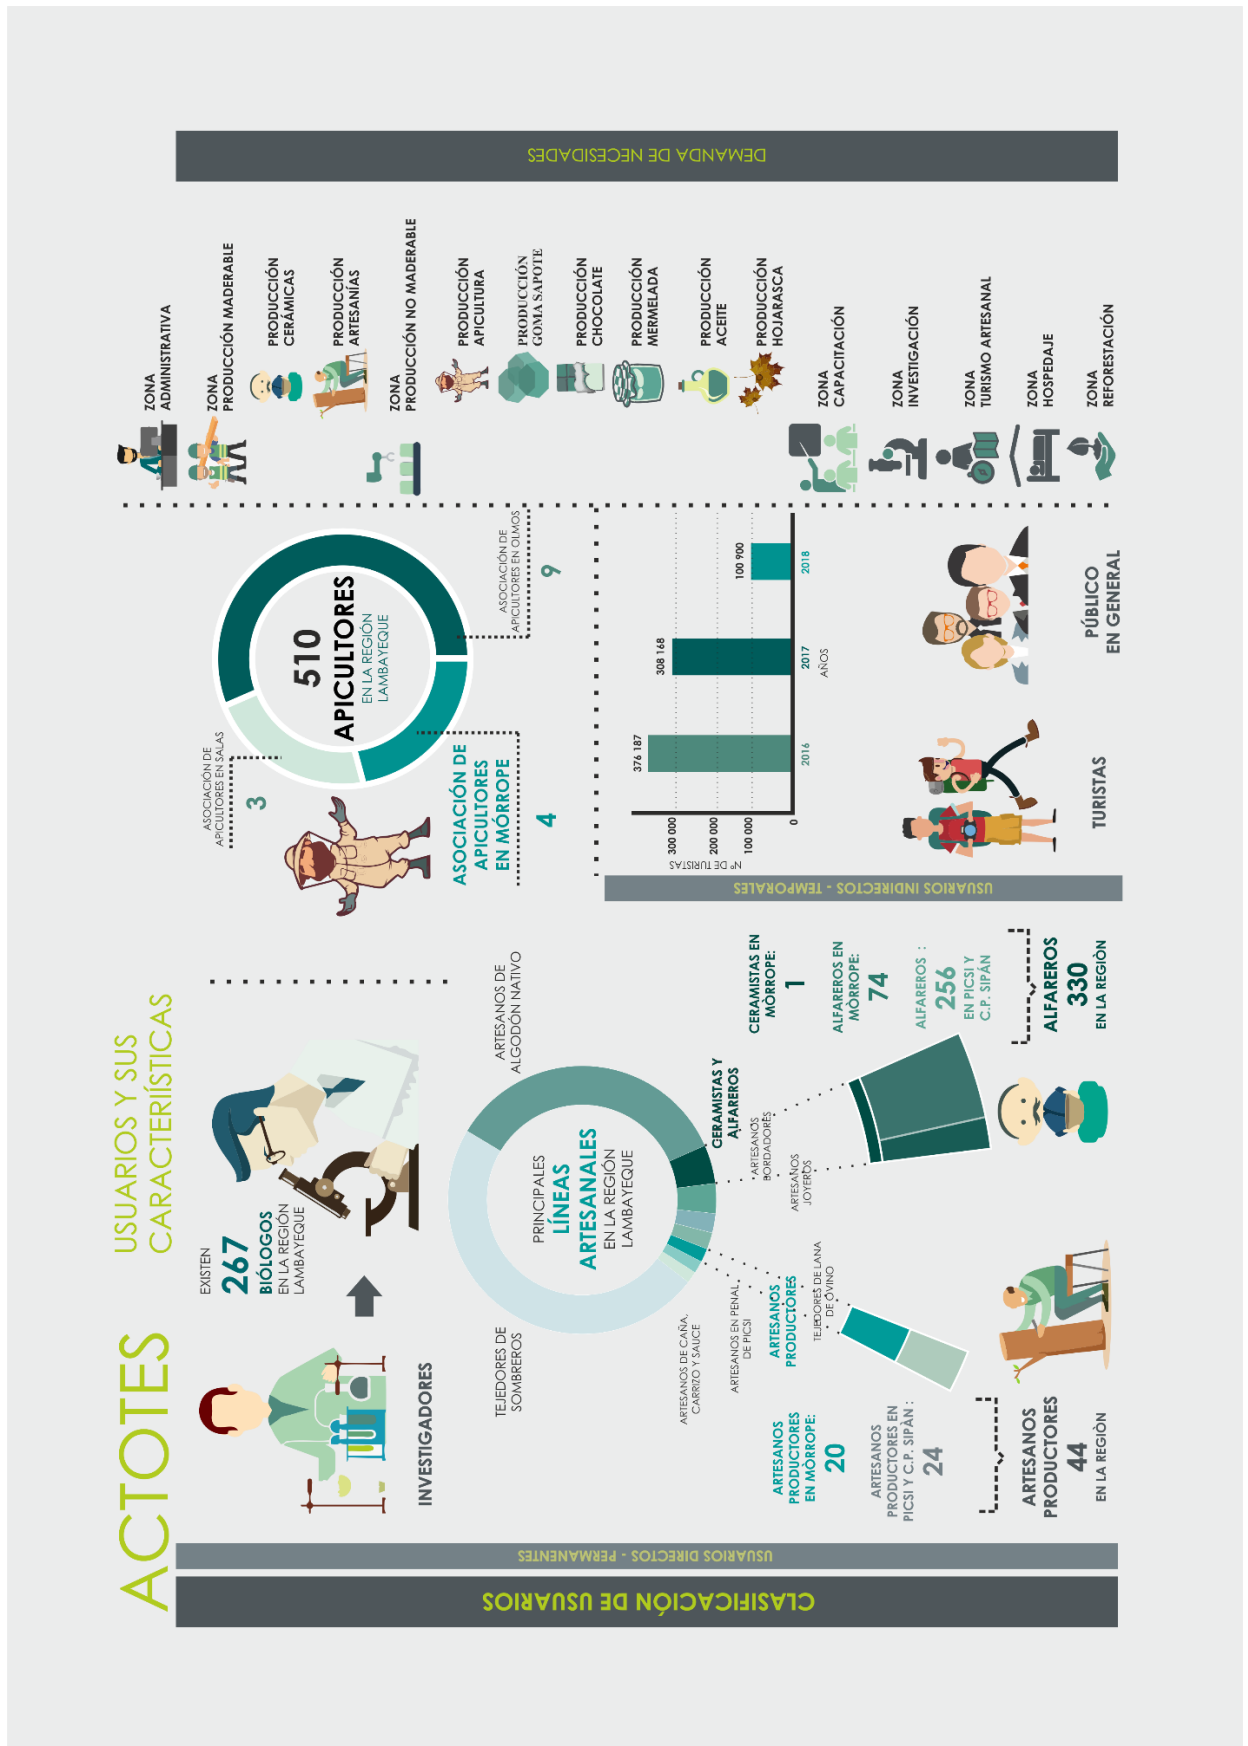 ACTOTES
USUARIOS Y SUS
CARACTERIÍSTICAS
CLASIFICACIÓN DE USUARIOS
USUARIOS DIRECTOS - PERMANENTES
INVESTIGADORES
EXISTEN
267
BIÓLOGOS
EN LA REGIÓN
LAMBAYEQUE
TEJEDORES DE
SOMBREROS
PRINCIPALES
LÍNEAS
ARTESANALES
EN LA REGIÓN
LAMBAYEQUE
ARTESANOS DE
ALGODÓN NATIVO
ARTESANOS DE CAÑA,
CARRIZO Y SAUCE
ARTESANOS EN PENAL
DE PICSI
ARTESANOS
PRODUCTORES
TEJEDORES DE LANA
DE OVINO
ARTESANOS
JOYEROS
ARTESANOS
BORDADORES
CERAMISTAS Y
ALFAREROS
ARTESANOS
PRODUCTORES
EN MÒRROPE:
20
ARTESANOS
PRODUCTORES EN
PICSI Y C.P. SIPÀN :
24
ARTESANOS
PRODUCTORES
44
EN LA REGIÒN
CERAMISTAS EN
MÒRROPE:
1
ALFAREROS EN
MÒRROPE:
74
ALFAREROS :
256
EN PICSI Y
C.P. SIPÁN
ALFAREROS
330
EN LA REGIÒN
ASOCIACIÓN DE
APICULTORES EN SALAS
3
510
APICULTORES
EN LA REGIÓN
LAMBAYEQUE
ASOCIACIÓN DE
APICULTORES
EN MÓRROPE
4
ASOCIACIÓN DE
APICULTORES EN OLMOS
9
USUARIOS INDIRECTOS - TEMPORALES
Nº DE TURISTAS
300 000
200 000
100 000
0
376 187
308 168
100 900
2016
2017
2018
AÑOS
TURISTAS
PÚBLICO
EN GENERAL
ZONA
ADMINISTRATIVA
ZONA
PRODUCCIÓN MADERABLE
PRODUCCIÓN
CERÁMICAS
PRODUCCIÓN
ARTESANÍAS
ZONA
PRODUCCIÓN NO MADERABLE
PRODUCCIÓN
APICULTURA
PRODUCCIÓN
GOMA SAPOTE
PRODUCCIÓN
CHOCOLATE
PRODUCCIÓN
MERMELADA
PRODUCCIÓN
ACEITE
PRODUCCIÓN
HOJARASCA
ZONA
CAPACITACIÓN
ZONA
INVESTIGACIÓN
ZONA
TURISMO ARTESANAL
ZONA
HOSPEDAJE
ZONA
REFORESTACIÓN
DEMANDA DE NECESIDADES